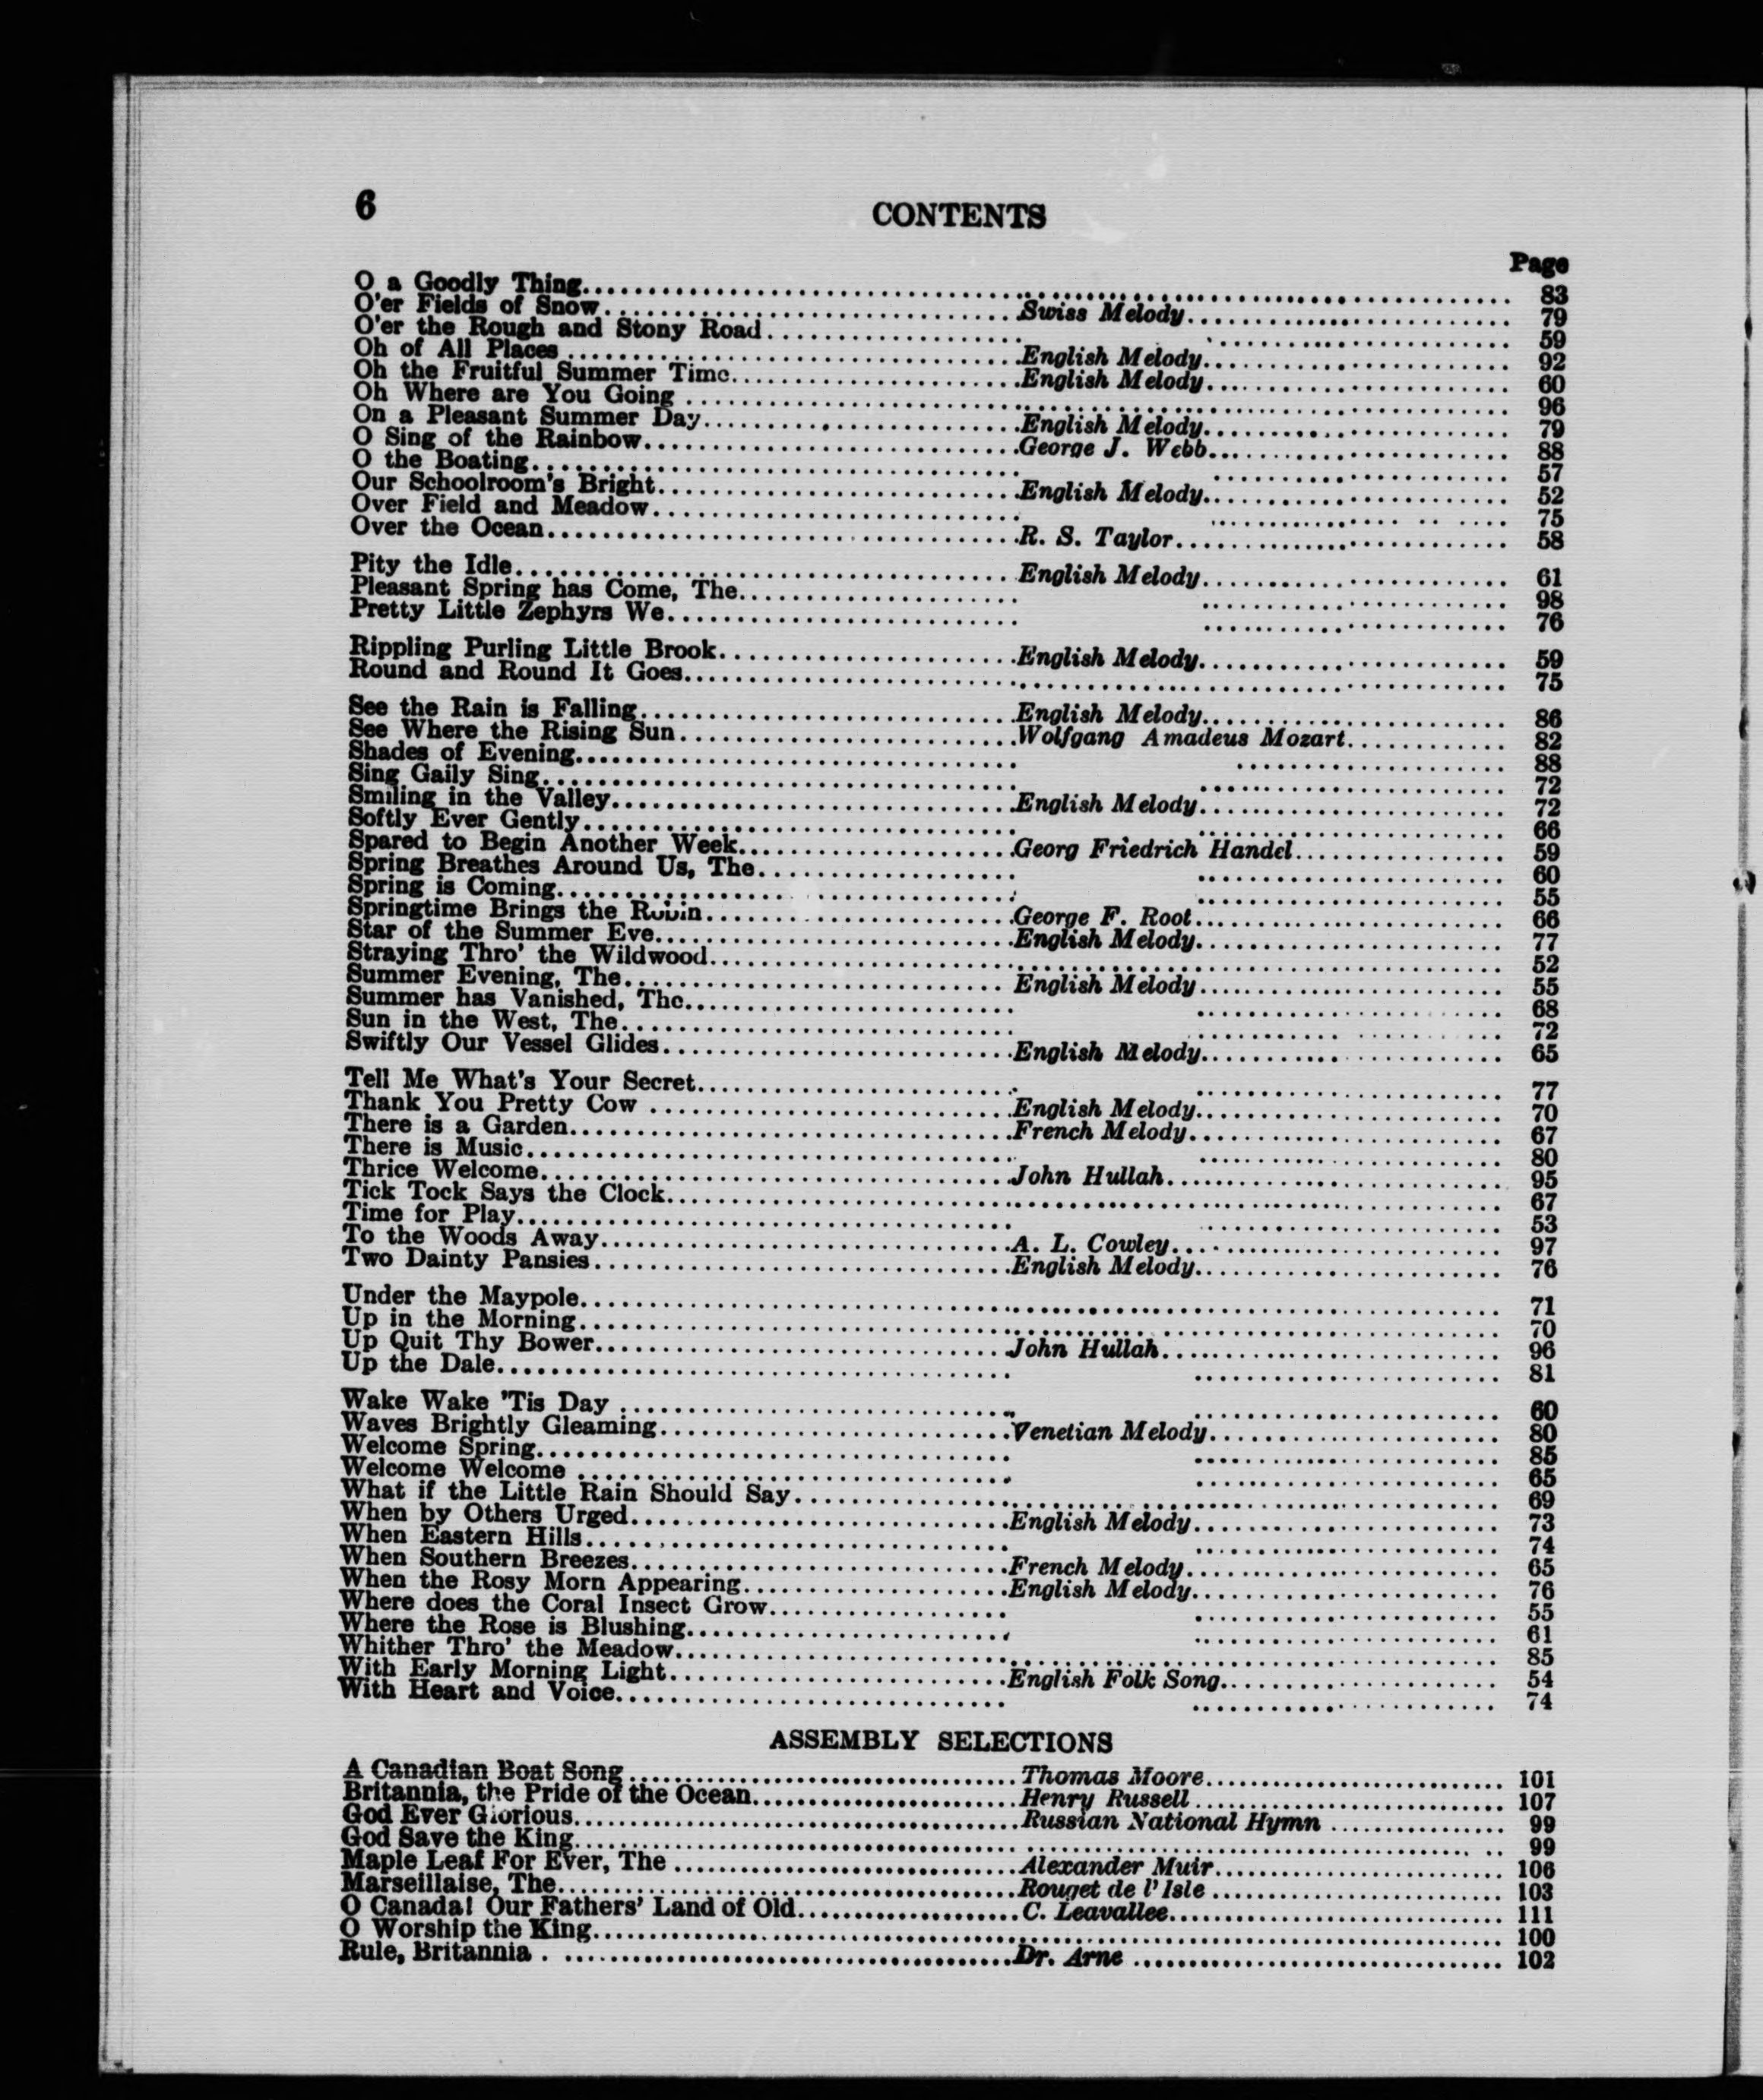 6
CONTENTS
Page
O a Goodly Thing 83
O'er Fields of Snow Swiss Melody 79
O'er the Rough and Stony Road 59
Oh of All Places English Melody 92
Oh the Fruitful Summer Time English Melody 60
Oh Where are You Going 96
On a Pleasant Summer Day English Melody 79
O Sing of the Rainbow George J. Webb 88
O the Boating 57
Our Schoolroom's Bright English Melody 52
Over Field and Meadow 75
Over the Ocean R. S. Taylor 58
Pity the Idle English Melody 61
Pleasant Spring has Come, The 98
Pretty Little Zephyrs We 76
Rippling Purling Little Brook English Melody 59
Round and Round It Goes 75
See the Rain is Falling English Melody 86
See Where the Rising Sun Wolfgang Amadeus Mozart 82
Shades of Evening 88
Sing Gaily Sing 72
Smiling in the Valley English Melody 72
Softly Ever Gently 66
Spared to Begin Another Week Georg Friedrich Handel 59
Spring Breathes Around Us, The 60
Spring is Coming 55
Springtime Brings the Robin George F. Root 66
Star of the Summer Eve English Melody 77
Straying Thro' the Wildwood 52
Summer Evening, The English Melody 55
Summer has Vanished, The 68
Sun in the West, The 72
Swiftly Our Vessel Glides English Melody 65
Tell Me What's Your Secret 77
Thank You Pretty Cow English Melody 70
There is a Garden French Melody 67
There is Music 80
Thrice Welcome John Hullah 95
Tick Tock Says the Clock 67
Time for Play 53
To the Woods Away A. L. Cowley 97
Two Dainty Pansies English Melody 76
Under the Maypole 71
Up in the Morning 70
Up Quit Thy Bower John Hullah 96
Up the Dale 81
Wake Wake 'Tis Day 60
Waves Brightly Gleaming Venetian Melody 80
Welcome Spring 85
Welcome Welcome 65
What if the Little Rain Should Say 69
When by Others Urged English Melody 73
When Eastern Hills 74
When Southern Breezes French Melody 65
When the Rosy Morn Appearing English Melody 76
Where does the Coral Insect Grow 55
Where the Rose is Blushing 61
Whither Thro' the Meadow 85
With Early Morning Light English Folk Song 54
With Heart and Voice 74
ASSEMBLY SELECTIONS
A Canadian Boat Song Thomas Moore 101
Britannia, the Pride of the Ocean Henry Russell 107
God Ever Glorious Russian National Hymn 99
God Save the King 99
Maple Leaf For Ever, The Alexander Muir 106
Marseillaise, The Rouget de l'Isle 103
O Canada! Our Fathers' Land of Old C. Leavallee 111
O Worship the King 100
Rule, Britannia Dr. Arne 102